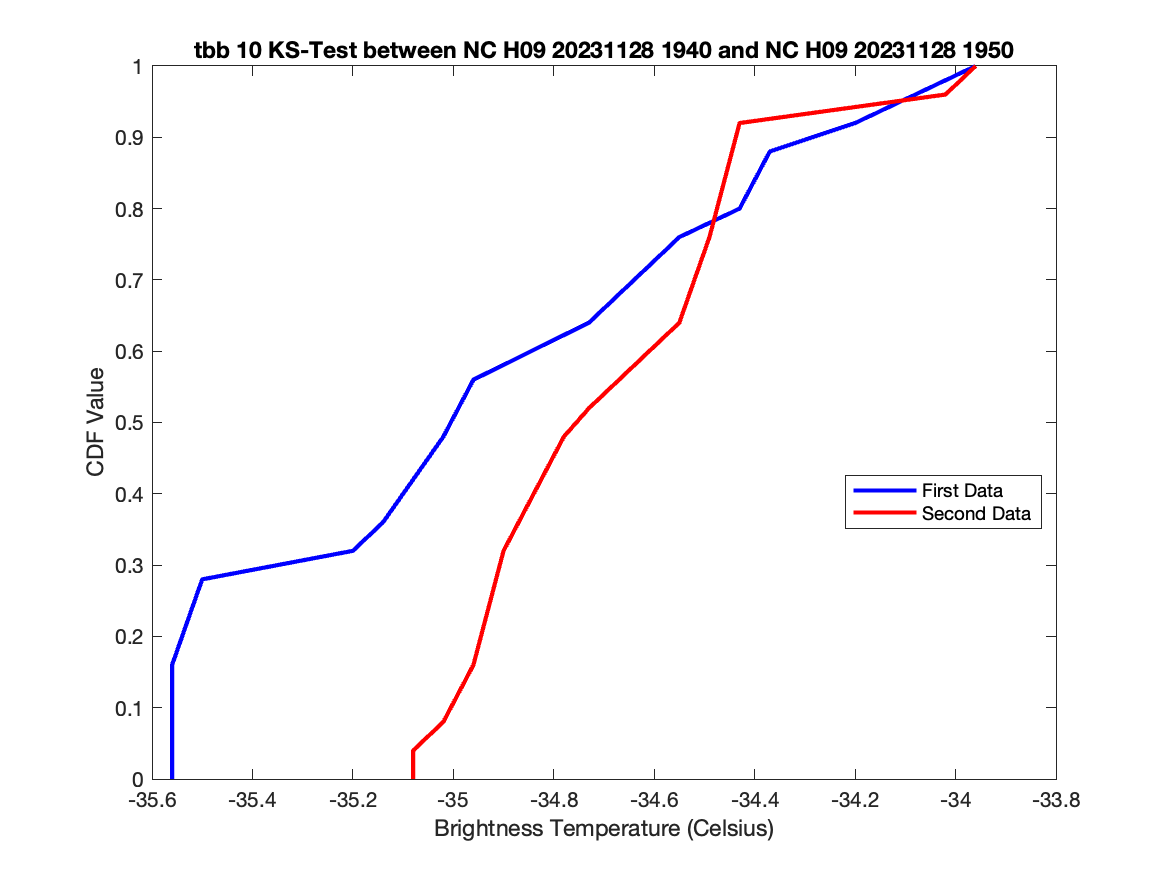 tbb 10 KS-Test between NC H09 20231128 1940 and NC H09 20231128 1950
1
0.9
0.8
0.7
0.6
0.5
0.4
0.3
0.2
0.1
0
CDF Value
First Data
Second Data
-35.6 -35.4 -35.2 -35 -34.8 -34.6 -34.4 -34.2 -34 -33.8
Brightness Temperature (Celsius)